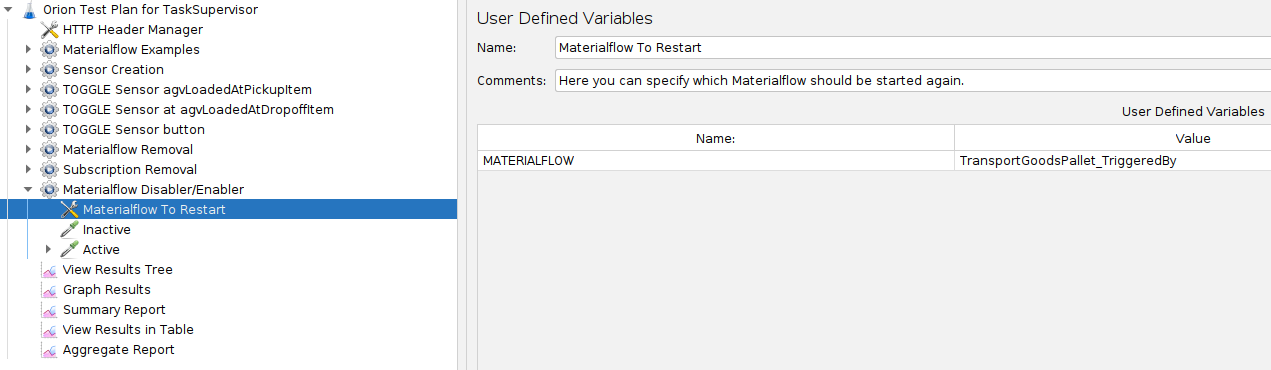 Orion Test Plan for TaskSupervisor
HTTP Header Manager
Materialflow Examples
Sensor Creation
TOGGLE Sensor agvLoadedAtPickupItem
TOGGLE Sensor at agvLoadedAtDropoffItem
TOGGLE Sensor button
Materialflow Removal
Subscription Removal
Materialflow Disabler/Enabler
Materialflow To Restart
Inactive
Active
View Results Tree
Graph Results
Summary Report
View Results in Table
Aggregate Report
User Defined Variables
Name: Materialflow To Restart
Comments: Here you can specify which Materialflow should be started again.
User Defined Variables
Name: Value
MATERIALFLOW TransportGoodsPallet_TriggeredBy